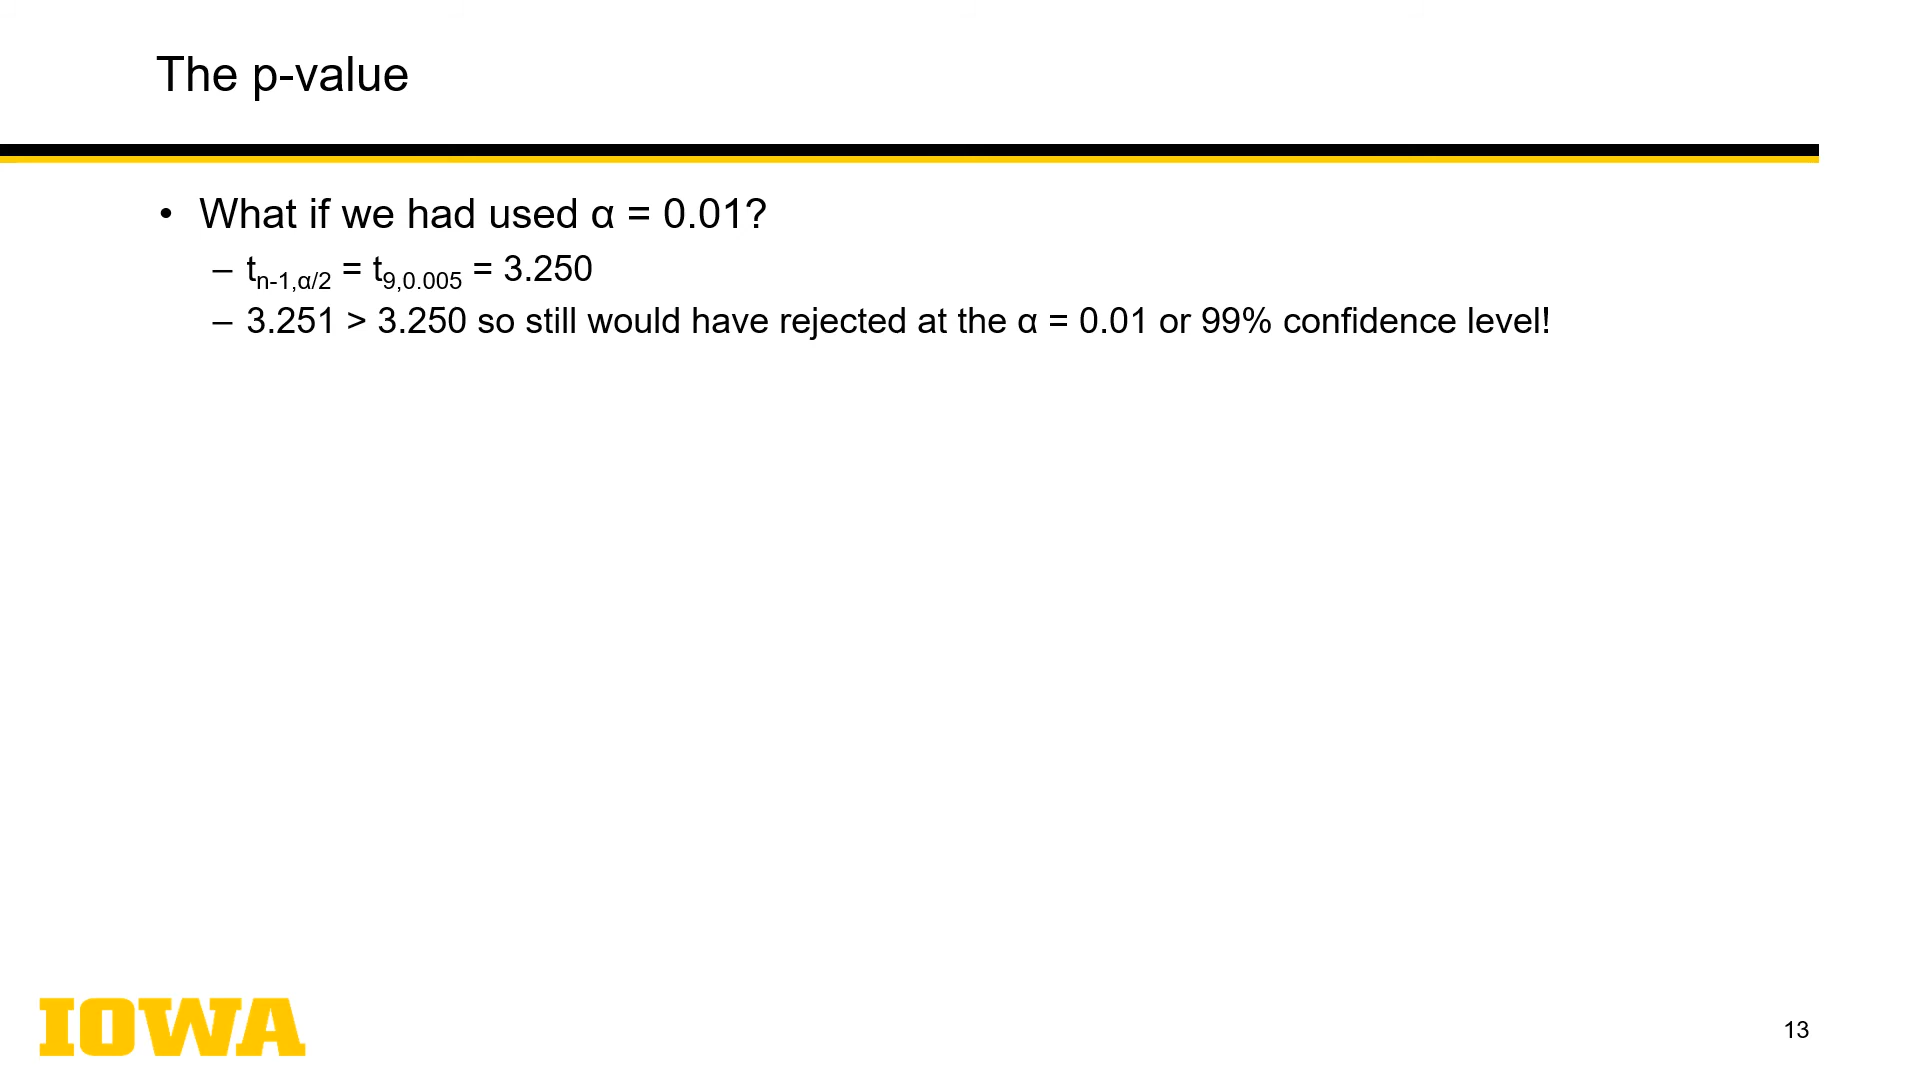 The p-value
• What if we had used α = 0.01?
– tn-1,α/2 = t9,0.005 = 3.250
– 3.251 > 3.250 so still would have rejected at the α = 0.01 or 99% confidence level!
IOWA
13